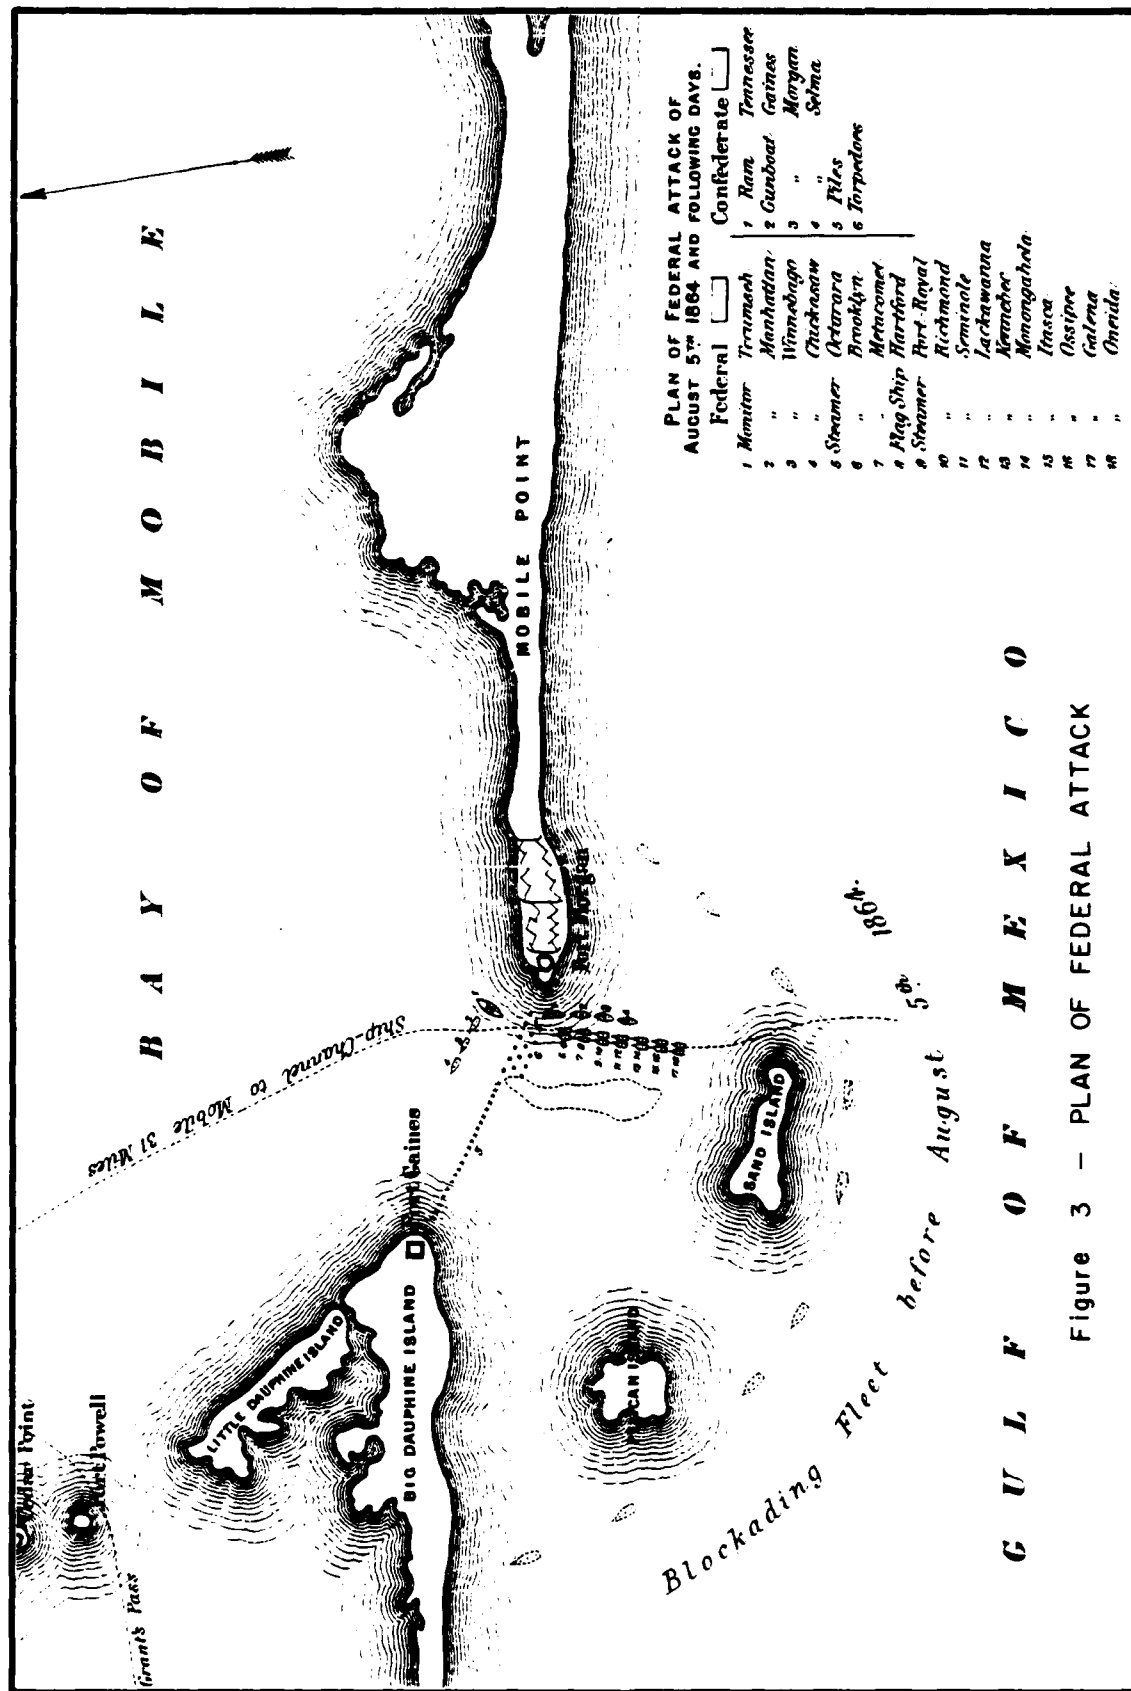 BAY OF MOBILE
Cedar Point
Fort Powell
Grant's Pass
LITTLE DAUPHINE ISLAND
BIG DAUPHINE ISLAND
Fort Gaines
Ship-Channel to Mobile 31 Miles
MOBILE POINT
Fort Morgan
PELICAN ISLAND
SAND ISLAND
Blockading Fleet before August 5th 1864.
GULF OF MEXICO
PLAN OF FEDERAL ATTACK OF
AUGUST 5TH 1864 AND FOLLOWING DAYS.
Federal Confederate
1 Monitor Tecumseh
2 " Manhattan
3 " Winnebago
4 " Chickasaw
5 Steamer Octorara
6 " Brooklyn
7 " Metacomet
8 Flag Ship Hartford
9 Steamer Port-Royal
10 " Richmond
11 " Seminole
12 " Lackawanna
13 " Kennebec
14 " Monongahela
15 " Itasca
16 " Ossipee
17 " Galena
18 " Oneida
1 Ram Tennessee
2 Gunboat Gaines
3 " Morgan
4 " Selma
5 Piles
6 Torpedoes
Figure 3 - PLAN OF FEDERAL ATTACK